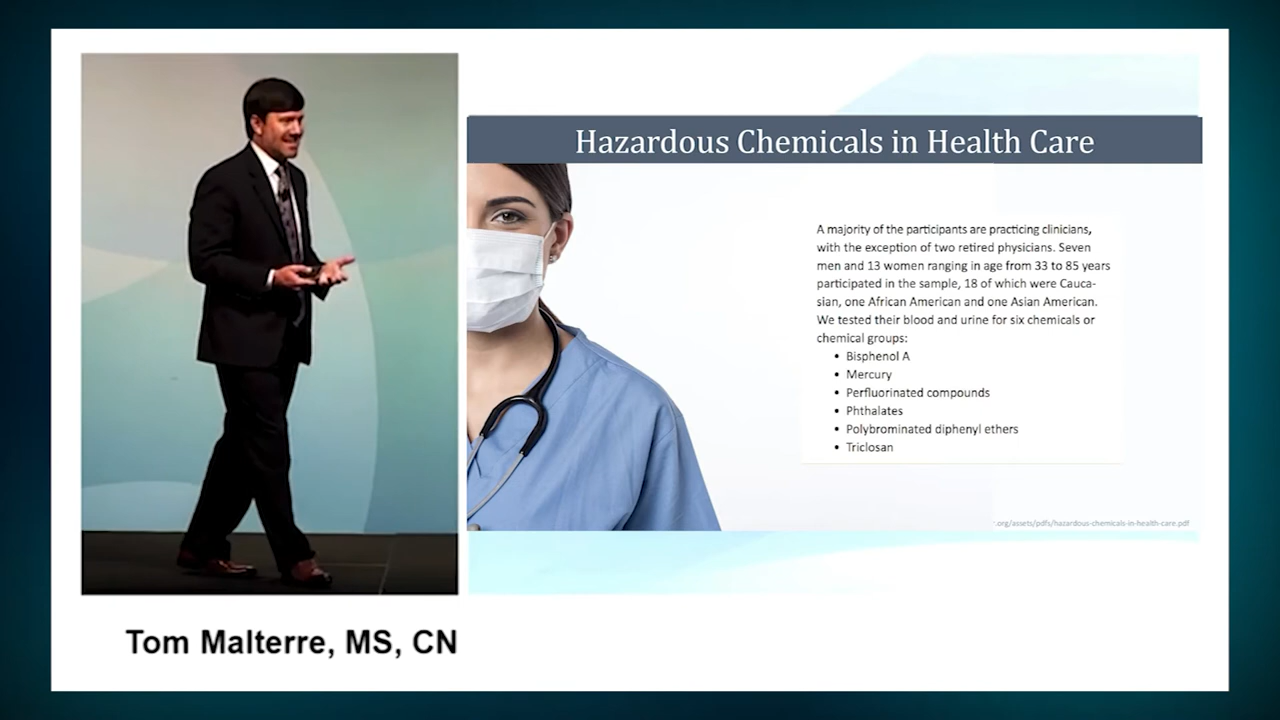 Hazardous Chemicals in Health Care
A majority of the participants are practicing clinicians,
with the exception of two retired physicians. Seven
men and 13 women ranging in age from 33 to 85 years
participated in the sample, 18 of which were Cauca-
sian, one African American and one Asian American.
We tested their blood and urine for six chemicals or
chemical groups:
• Bisphenol A
• Mercury
• Perfluorinated compounds
• Phthalates
• Polybrominated diphenyl ethers
• Triclosan
.org/assets/pdfs/hazardous-chemicals-in-health-care.pdf
Tom Malterre, MS, CN